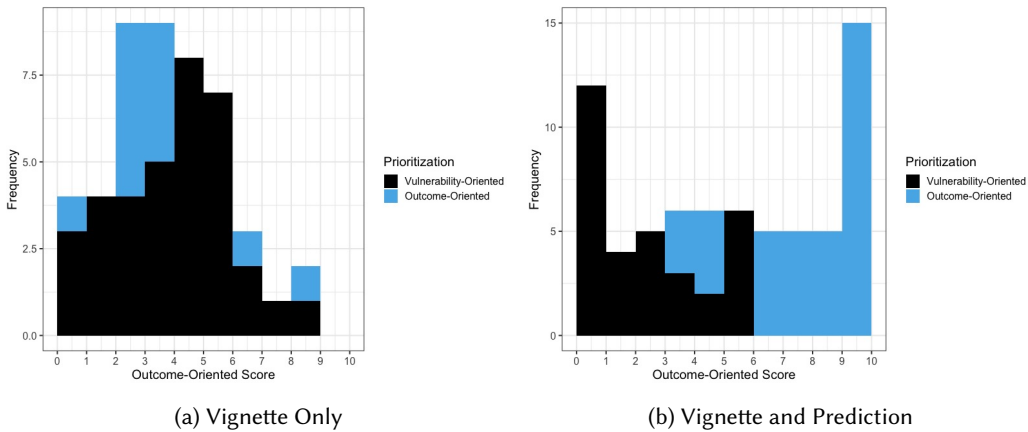 7.5
5.0
2.5
0.0
Frequency
0 1 2 3 4 5 6 7 8 9 10
Outcome-Oriented Score
Prioritization
Vulnerability-Oriented
Outcome-Oriented
(a) Vignette Only
15
10
5
0
Frequency
0 1 2 3 4 5 6 7 8 9 10
Outcome-Oriented Score
Prioritization
Vulnerability-Oriented
Outcome-Oriented
(b) Vignette and Prediction